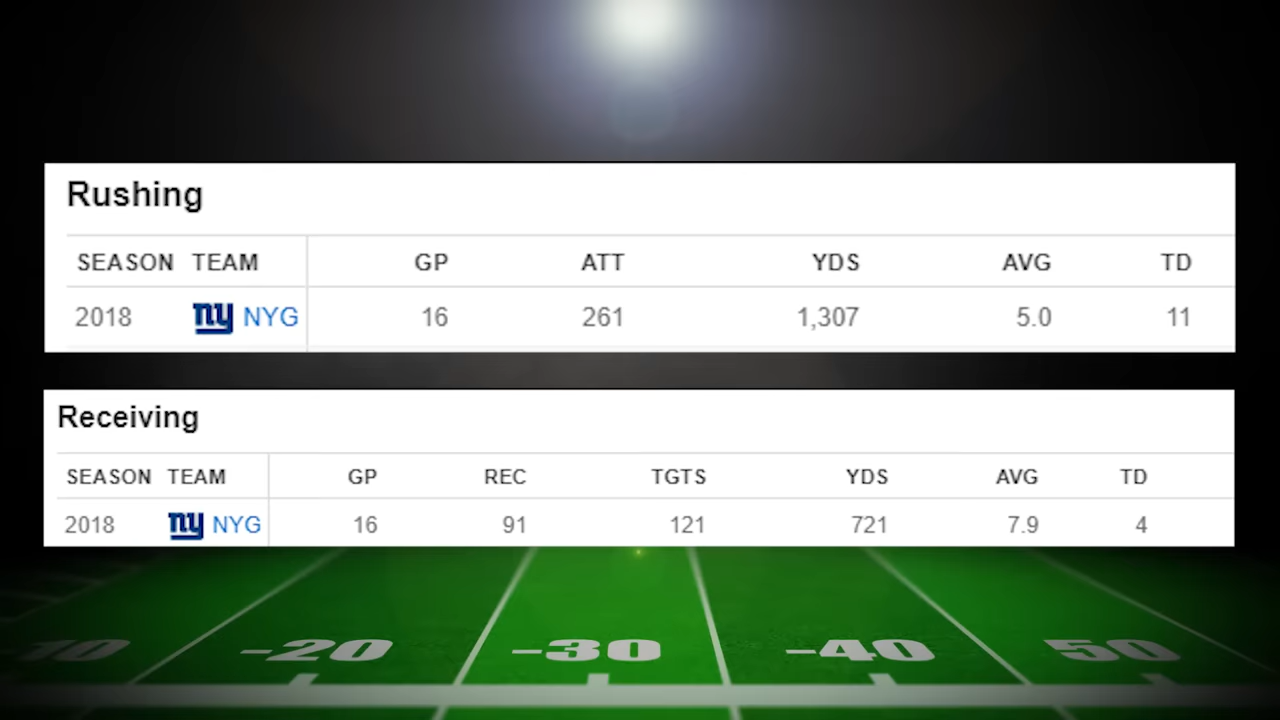 Rushing
SEASON TEAM GP ATT YDS AVG TD
2018 ny NYG 16 261 1,307 5.0 11
Receiving
SEASON TEAM GP REC TGTS YDS AVG TD
2018 ny NYG 16 91 121 721 7.9 4
10 -20 -30 -40 50